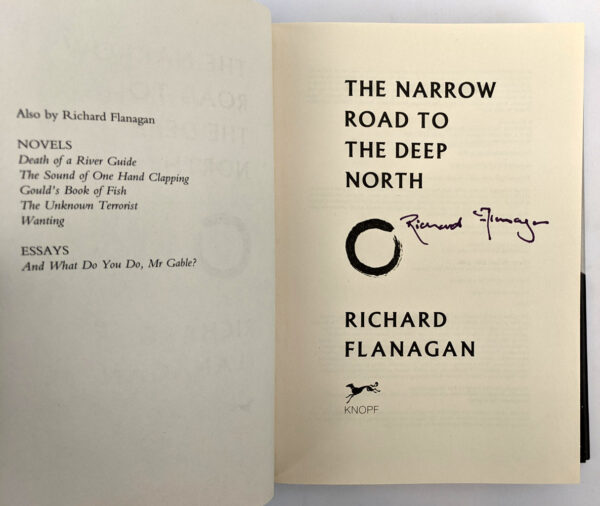 Also by Richard Flanagan
NOVELS
Death of a River Guide
The Sound of One Hand Clapping
Gould's Book of Fish
The Unknown Terrorist
Wanting
ESSAYS
And What Do You Do, Mr Gable?
THE NARROW
ROAD TO
THE DEEP
NORTH
Richard Flanagan
RICHARD
FLANAGAN
KNOPF